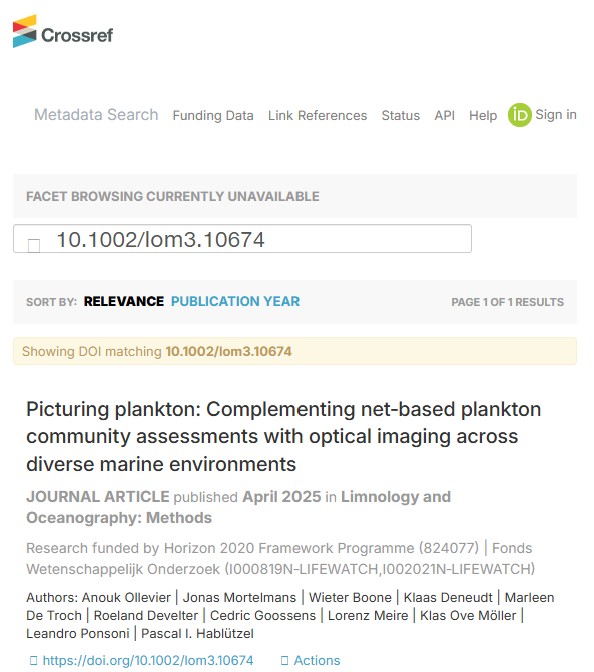 Crossref
Metadata Search Funding Data Link References Status API Help iD Sign in
FACET BROWSING CURRENTLY UNAVAILABLE
10.1002/lom3.10674
SORT BY: RELEVANCE PUBLICATION YEAR PAGE 1 OF 1 RESULTS
Showing DOI matching 10.1002/lom3.10674
Picturing plankton: Complementing net-based plankton
community assessments with optical imaging across
diverse marine environments
JOURNAL ARTICLE published April 2025 in Limnology and
Oceanography: Methods
Research funded by Horizon 2020 Framework Programme (824077) | Fonds
Wetenschappelijk Onderzoek (I000819N-LIFEWATCH,I002021N-LIFEWATCH)
Authors: Anouk Ollevier | Jonas Mortelmans | Wieter Boone | Klaas Deneudt | Marleen
De Troch | Roeland Develter | Cedric Goossens | Lorenz Meire | Klas Ove Möller |
Leandro Ponsoni | Pascal I. Hablützel
https://doi.org/10.1002/lom3.10674 Actions